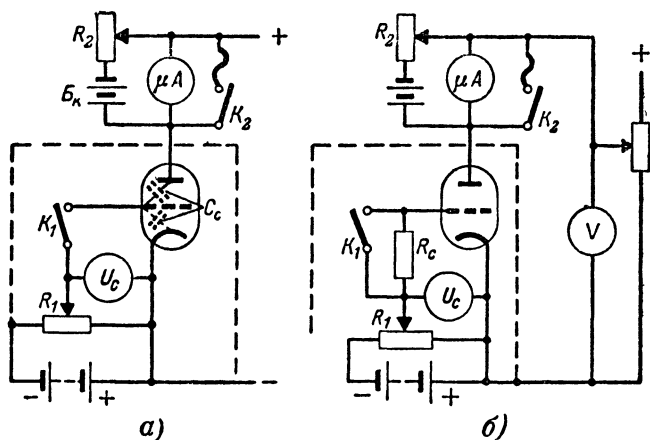 R₂
+
μA
Бк
K₂
K₁
Cc
Uc
R₁
− +
а)
R₂
μA
K₂
+
K₁
Rc
V
Uc
R₁
− +
б)